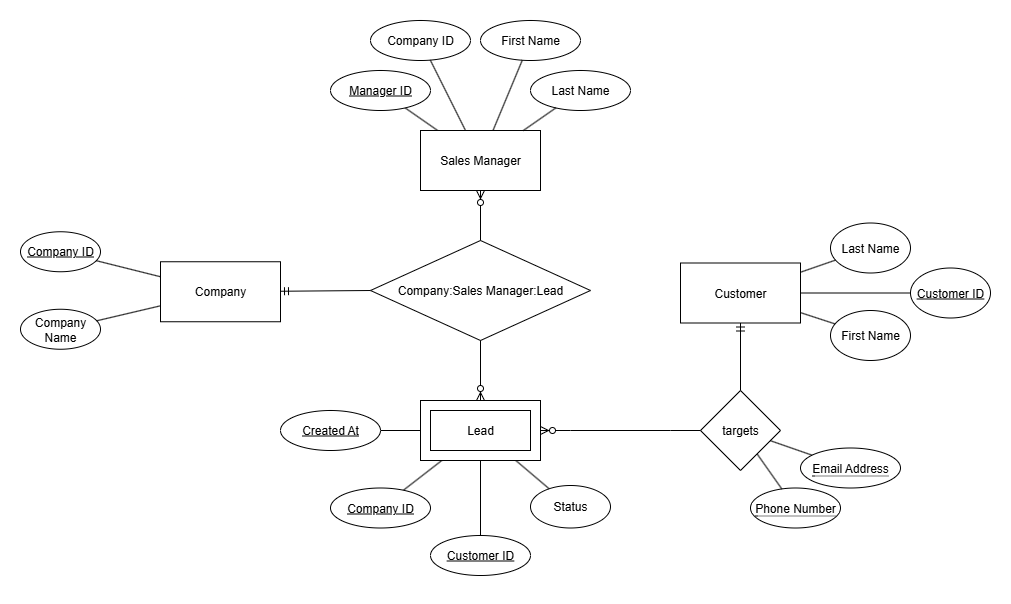 Company ID
First Name
Manager ID
Last Name
Sales Manager
Company ID
Company
Company
Name
Company:Sales Manager:Lead
Customer
Last Name
Customer ID
First Name
Created At
Lead
targets
Email Address
Phone Number
Company ID
Status
Customer ID